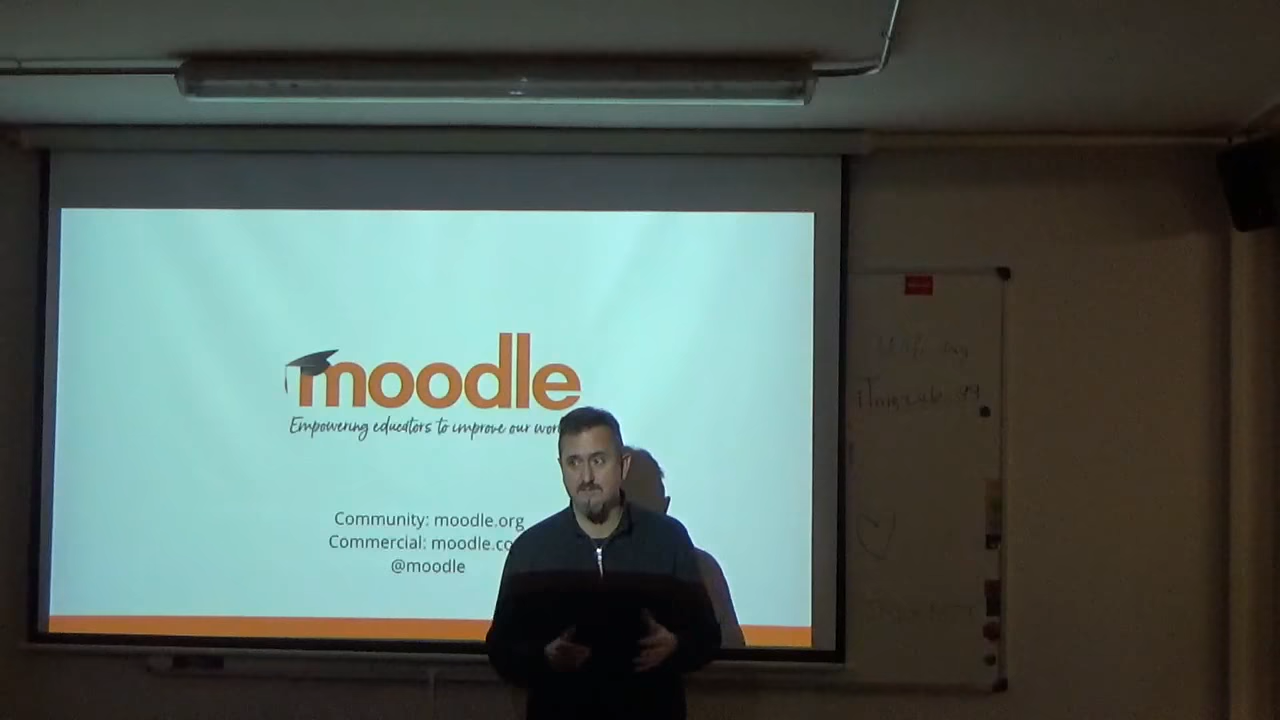 moodle
Empowering educators to improve our wor
Community: moodle.org
Commercial: moodle.co
@moodle